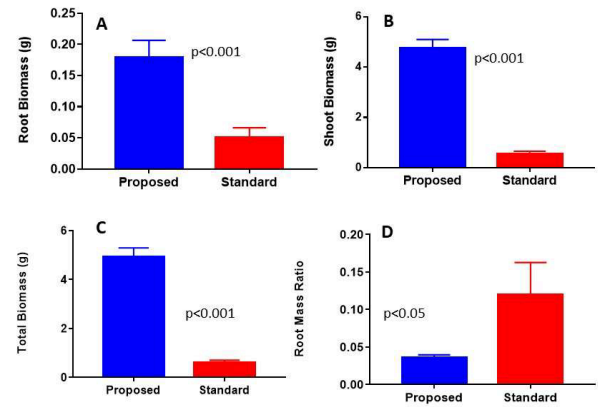 A
Root Biomass (g)
0.25
0.20
0.15
0.10
0.05
0.00
p<0.001
Proposed Standard
B
Shoot Biomass (g)
6
4
2
0
p<0.001
Proposed Standard
C
Total Biomass (g)
6
4
2
0
p<0.001
Proposed Standard
D
Root Mass Ratio
0.20
0.15
0.10
0.05
0.00
p<0.05
Proposed Standard